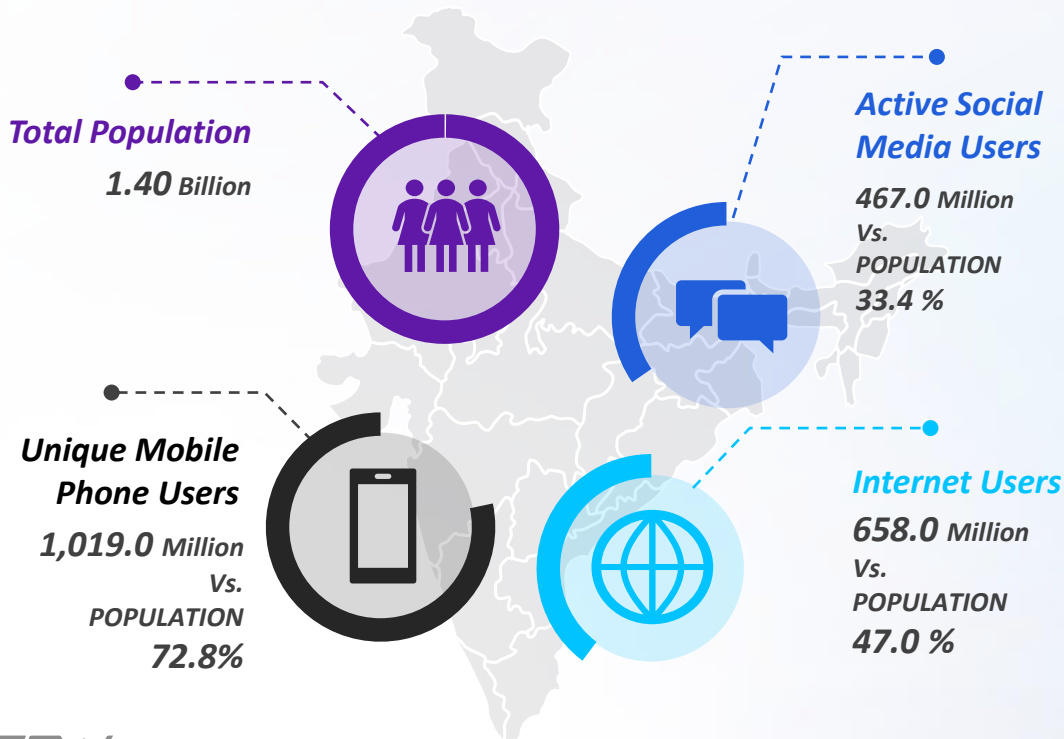 Total Population
1.40 Billion
Active Social
Media Users
467.0 Million
Vs.
POPULATION
33.4 %
Unique Mobile
Phone Users
1,019.0 Million
Vs.
POPULATION
72.8%
Internet Users
658.0 Million
Vs.
POPULATION
47.0 %